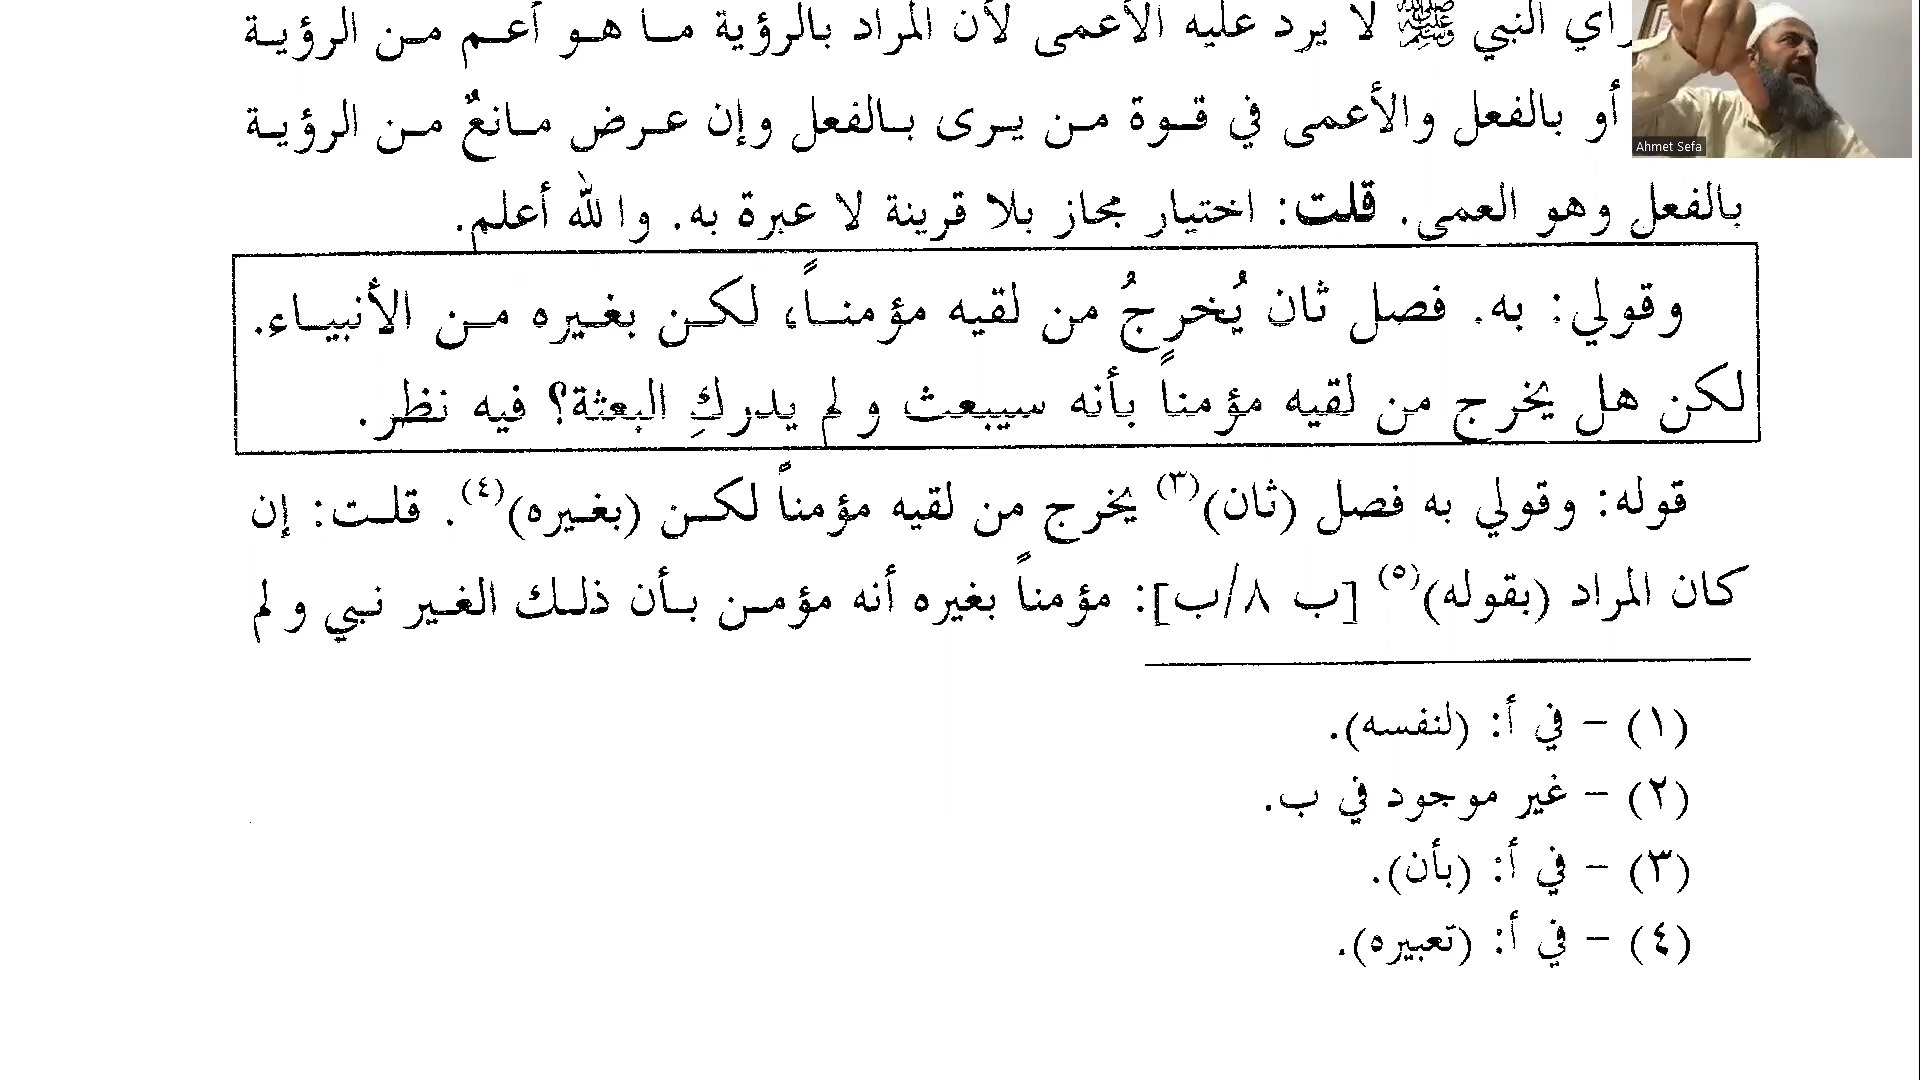 رأي النبي ﷺ لا يرد عليه الأعمى لأن المراد بالرؤية ما هو أعم من الرؤية
أو بالفعل والأعمى في قوة من يرى بالفعل وإن عرض مانعٌ من الرؤية
Ahmet Sefa
بالفعل وهو العمى. قلت: اختيار مجاز بلا قرينة لا عبرة به. والله أعلم.
وقولي: به. فصل ثان يُخرجُ من لقيه مؤمناً، لكن بغيره من الأنبياء.
لكن هل يخرج من لقيه مؤمناً بأنه سيبعث ولم يدركِ البعثة؟ فيه نظر.
قوله: وقولي به فصل (ثان)(٣) يخرج من لقيه مؤمناً لكن (بغيره)(٤). قلت: إن
كان المراد (بقوله)(٥) [ب ٨/ب]: مؤمناً بغيره أنه مؤمن بأن ذلك الغير نبي ولم
(١) – في أ: (لنفسه).
(٢) – غير موجود في ب.
(٣) – في أ: (بأن).
(٤) – في أ: (تعبيره).